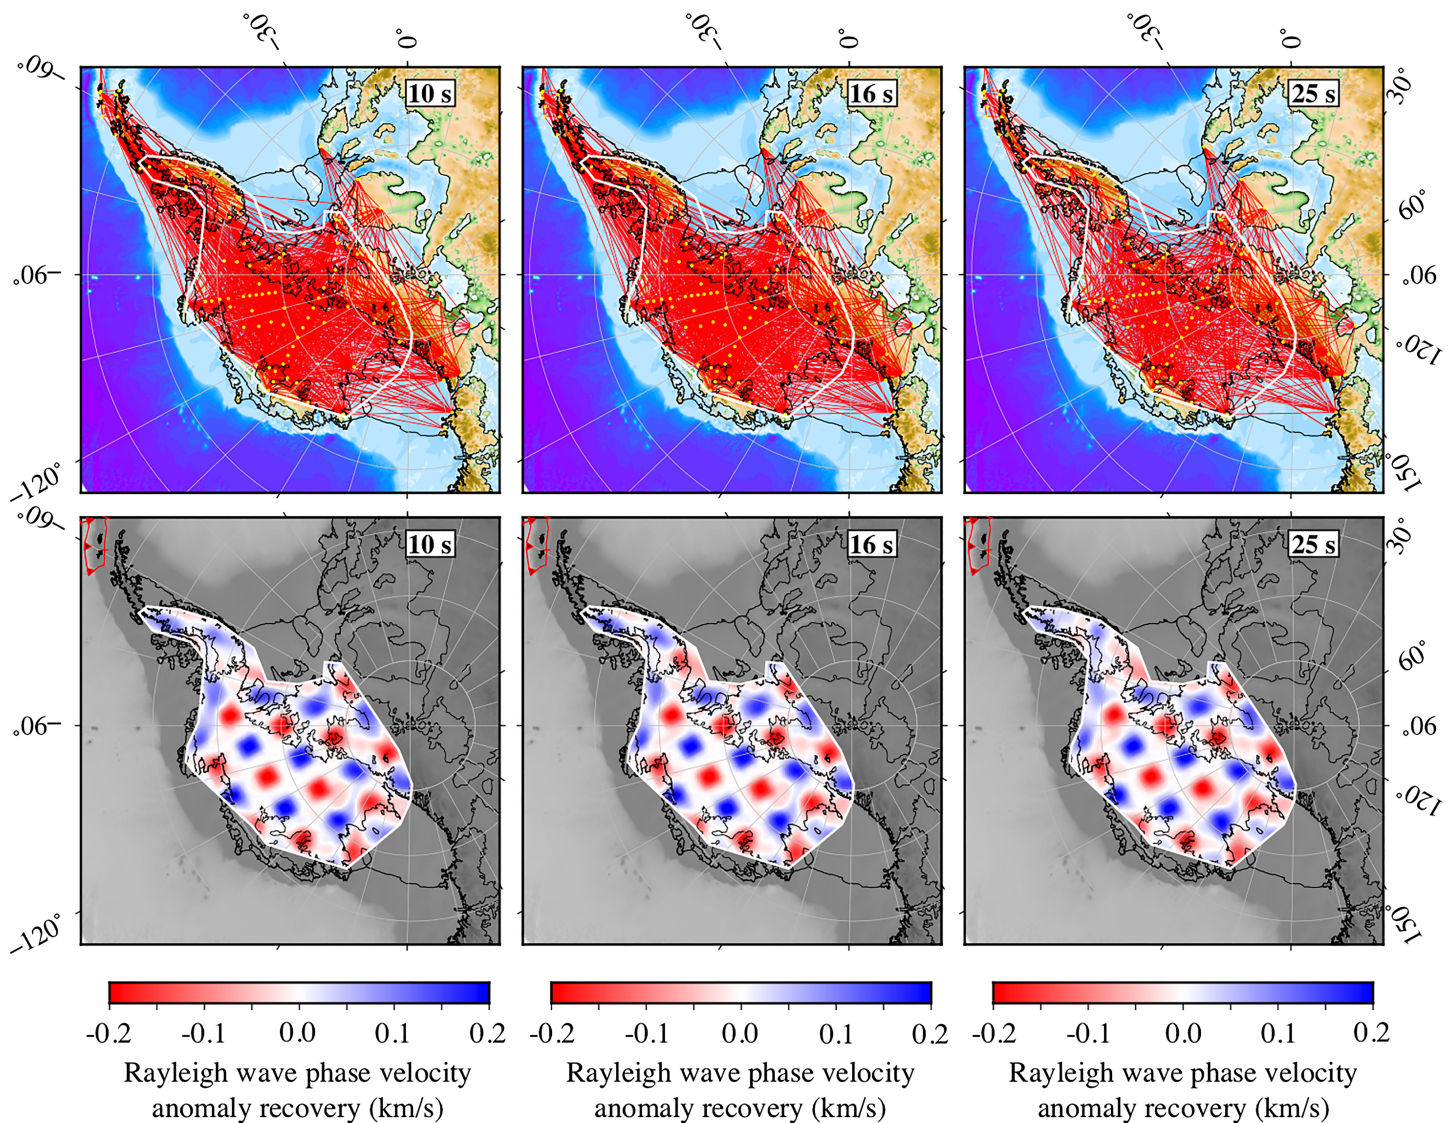 -30° 0° -30° 0° -30° 0°
-60° 10 s 16 s 25 s 30°
60°
-90° 90°
120°
-120° 150°
-60° 10 s 16 s 25 s 30°
60°
-90° 90°
120°
-120° 150°
-0.2 -0.1 0.0 0.1 0.2 -0.2 -0.1 0.0 0.1 0.2 -0.2 -0.1 0.0 0.1 0.2
Rayleigh wave phase velocity Rayleigh wave phase velocity Rayleigh wave phase velocity
anomaly recovery (km/s) anomaly recovery (km/s) anomaly recovery (km/s)